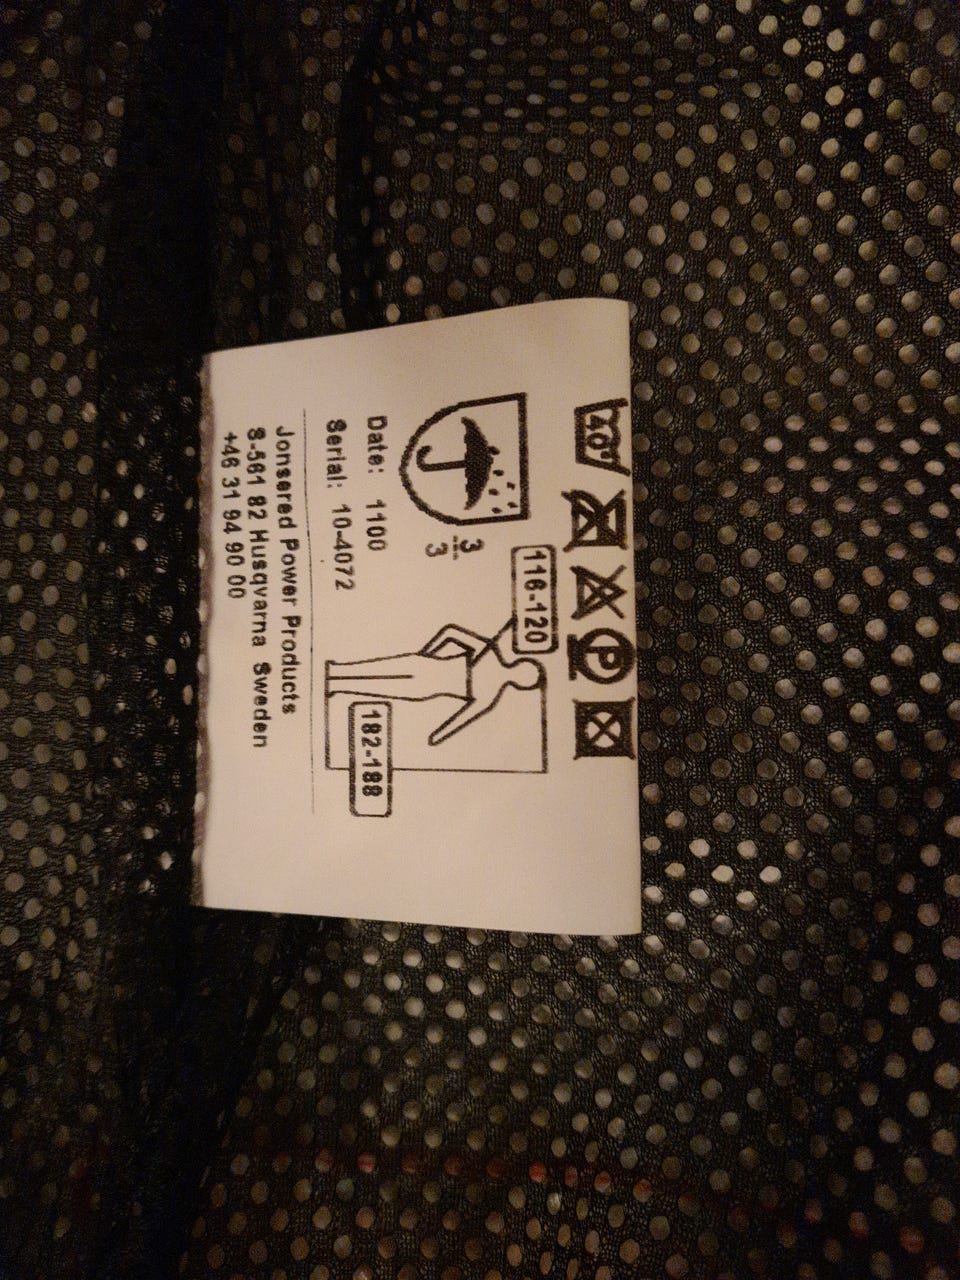 40°
P
116-120
3
3
182-188
Date: 1100
Serial: 10-4072
Jonsered Power Products
S-561 82 Husqvarna Sweden
+46 31 94 90 00